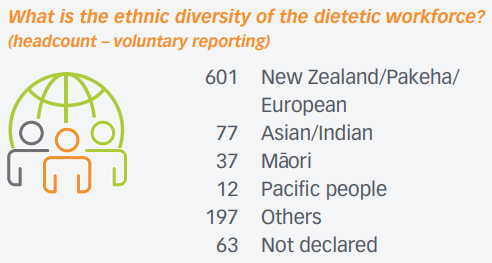 What is the ethnic diversity of the dietetic workforce?
(headcount – voluntary reporting)
601 New Zealand/Pakeha/
European
77 Asian/Indian
37 Māori
12 Pacific people
197 Others
63 Not declared